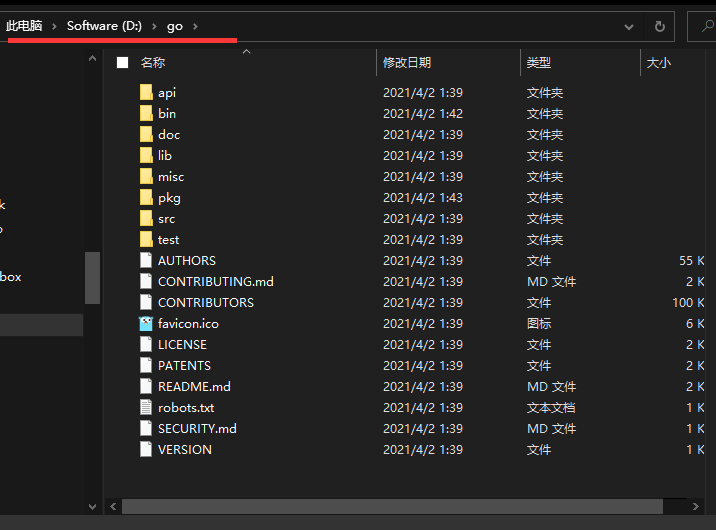 此电脑 > Software (D:) > go >
名称 修改日期 类型 大小
api 2021/4/2 1:39 文件夹
bin 2021/4/2 1:42 文件夹
doc 2021/4/2 1:39 文件夹
lib 2021/4/2 1:39 文件夹
misc 2021/4/2 1:39 文件夹
k
pkg 2021/4/2 1:43 文件夹
src 2021/4/2 1:39 文件夹
test 2021/4/2 1:39 文件夹
AUTHORS 2021/4/2 1:39 文件 55 K
box
CONTRIBUTING.md 2021/4/2 1:39 MD 文件 2 K
CONTRIBUTORS 2021/4/2 1:39 文件 100 K
favicon.ico 2021/4/2 1:39 图标 6 K
LICENSE 2021/4/2 1:39 文件 2 K
PATENTS 2021/4/2 1:39 文件 2 K
README.md 2021/4/2 1:39 MD 文件 2 K
robots.txt 2021/4/2 1:39 文本文档 1 K
SECURITY.md 2021/4/2 1:39 MD 文件 1 K
VERSION 2021/4/2 1:39 文件 1 K